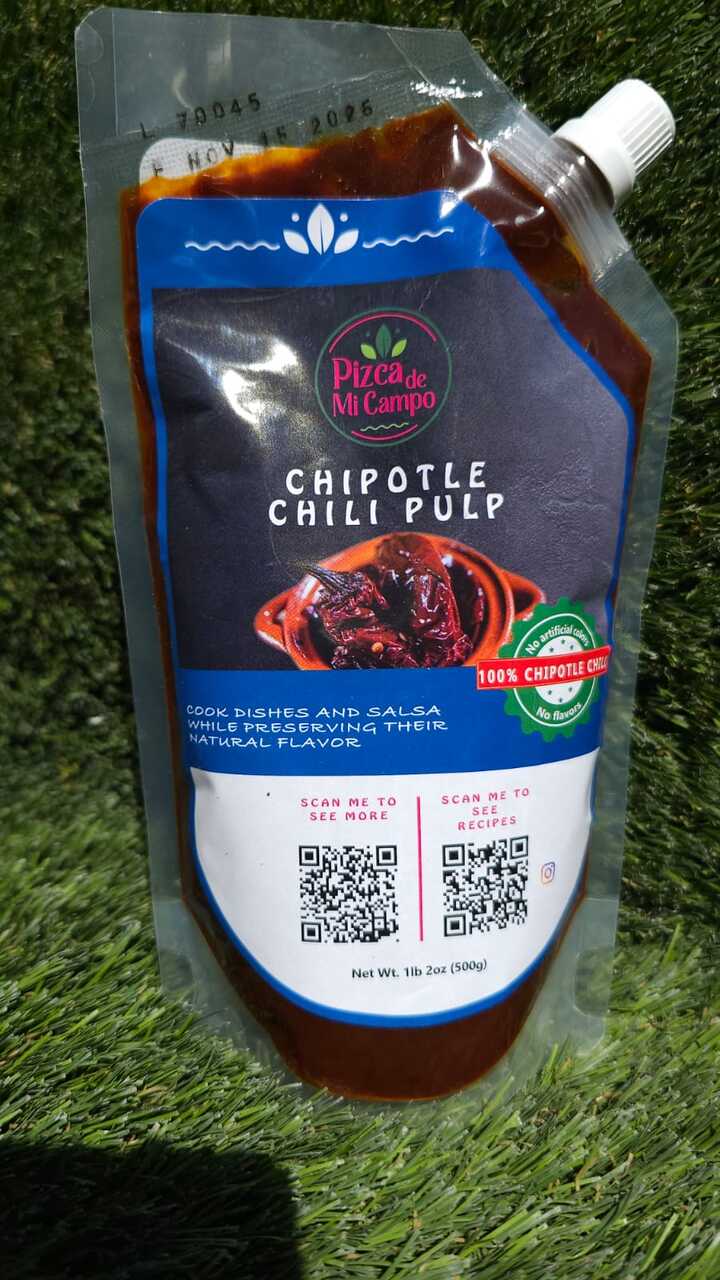 L 70045
E NOV 15 2025
Pizca de
Mi Campo
CHIPOTLE
CHILI PULP
No artificial colors
100% CHIPOTLE CHILI
No flavors
COOK DISHES AND SALSA
WHILE PRESERVING THEIR
NATURAL FLAVOR
SCAN ME TO
SEE MORE
SCAN ME TO
SEE
RECIPES
Net Wt. 1lb 2oz (500g)